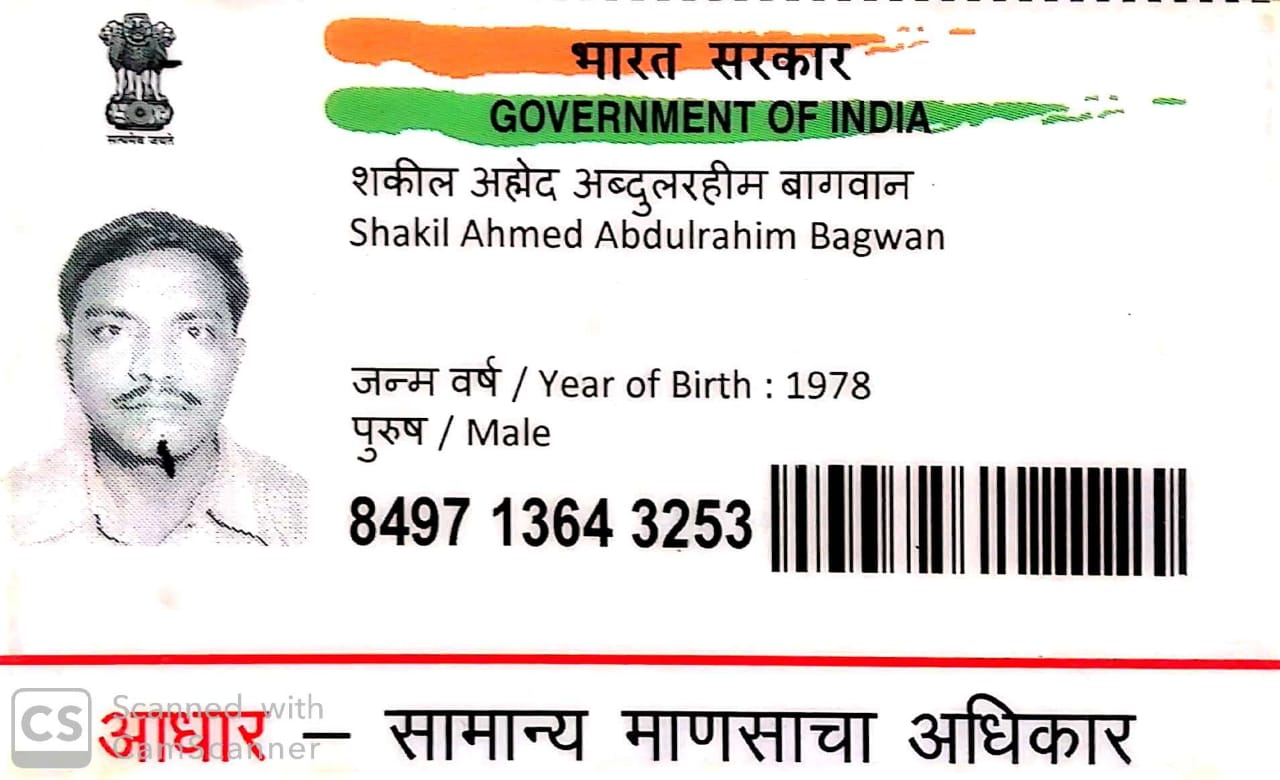 सत्यमेव जयते
भारत सरकार
GOVERNMENT OF INDIA
शकील अह्मेद अब्दुलरहीम बागवान
Shakil Ahmed Abdulrahim Bagwan
जन्म वर्ष / Year of Birth : 1978
पुरुष / Male
8497 1364 3253
आधार – सामान्य माणसाचा अधिकार
CS Scanned with
CamScanner